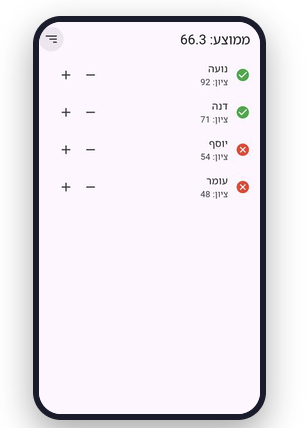 ממוצע: 66.3
נועה
ציון: 92
דנה
ציון: 71
יוסף
ציון: 54
עומר
ציון: 48